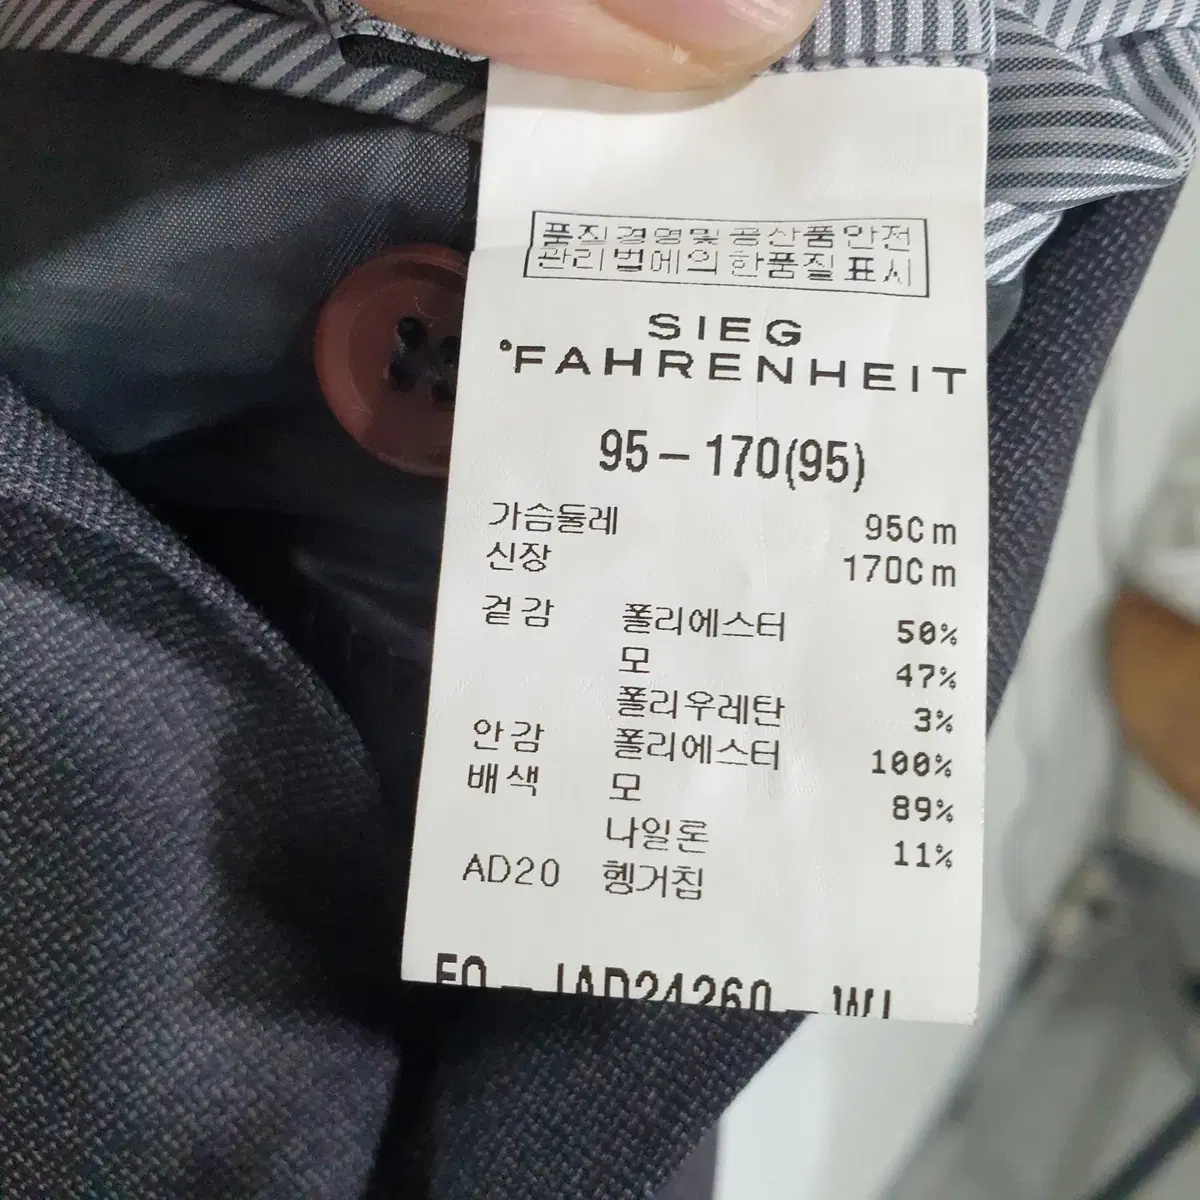 품질경영및공산품안전
관리법에의한품질표시
SIEG
°FAHRENHEIT
95-170(95)
가슴둘레 95Cm
신장 170Cm
겉감 폴리에스터 50%
모 47%
폴리우레탄 3%
안감 폴리에스터 100%
배색 모 89%
나일론 11%
AD20 헹거칩